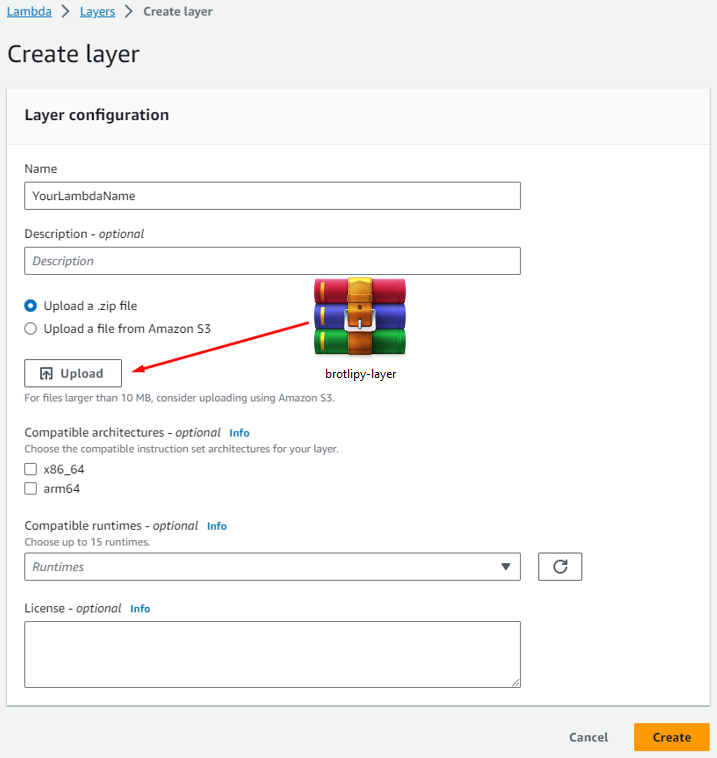 Lambda > Layers > Create layer
Create layer
Layer configuration
Name
YourLambdaName
Description - optional
Description
Upload a .zip file
Upload a file from Amazon S3
Upload
brotlipy-layer
For files larger than 10 MB, consider uploading using Amazon S3.
Compatible architectures - optional Info
Choose the compatible instruction set architectures for your layer.
x86_64
arm64
Compatible runtimes - optional Info
Choose up to 15 runtimes.
Runtimes
License - optional Info
Cancel Create